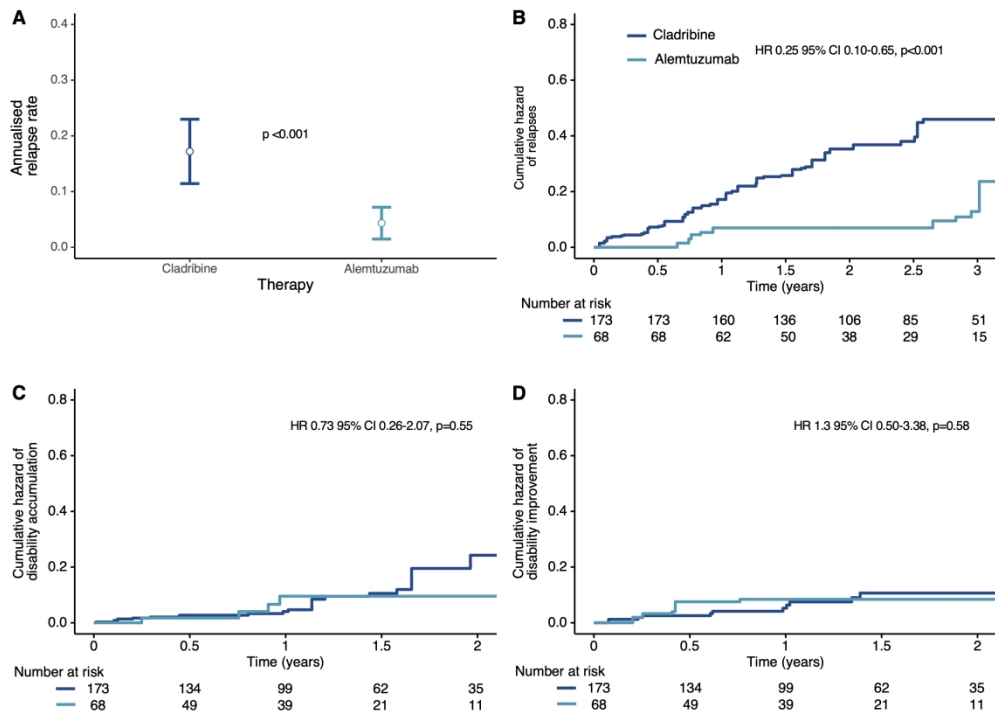 A
Annualised
relapse rate
0.4
0.3
0.2
0.1
0.0
p <0.001
Cladribine
Alemtuzumab
Therapy
B
Cumulative hazard
of relapses
0.8
0.6
0.4
0.2
0.0
Cladribine
Alemtuzumab
HR 0.25 95% CI 0.10-0.65, p<0.001
0 0.5 1 1.5 2 2.5 3
Time (years)
Number at risk
173 173 160 136 106 85 51
68 68 62 50 38 29 15
C
Cumulative hazard of
disability accumulation
0.8
0.6
0.4
0.2
0.0
HR 0.73 95% CI 0.26-2.07, p=0.55
0 0.5 1 1.5 2
Time (years)
Number at risk
173 134 99 62 35
68 49 39 21 11
D
Cumulative hazard of
disability improvement
0.8
0.6
0.4
0.2
0.0
HR 1.3 95% CI 0.50-3.38, p=0.58
0 0.5 1 1.5 2
Time (years)
Number at risk
173 134 99 62 35
68 49 39 21 11